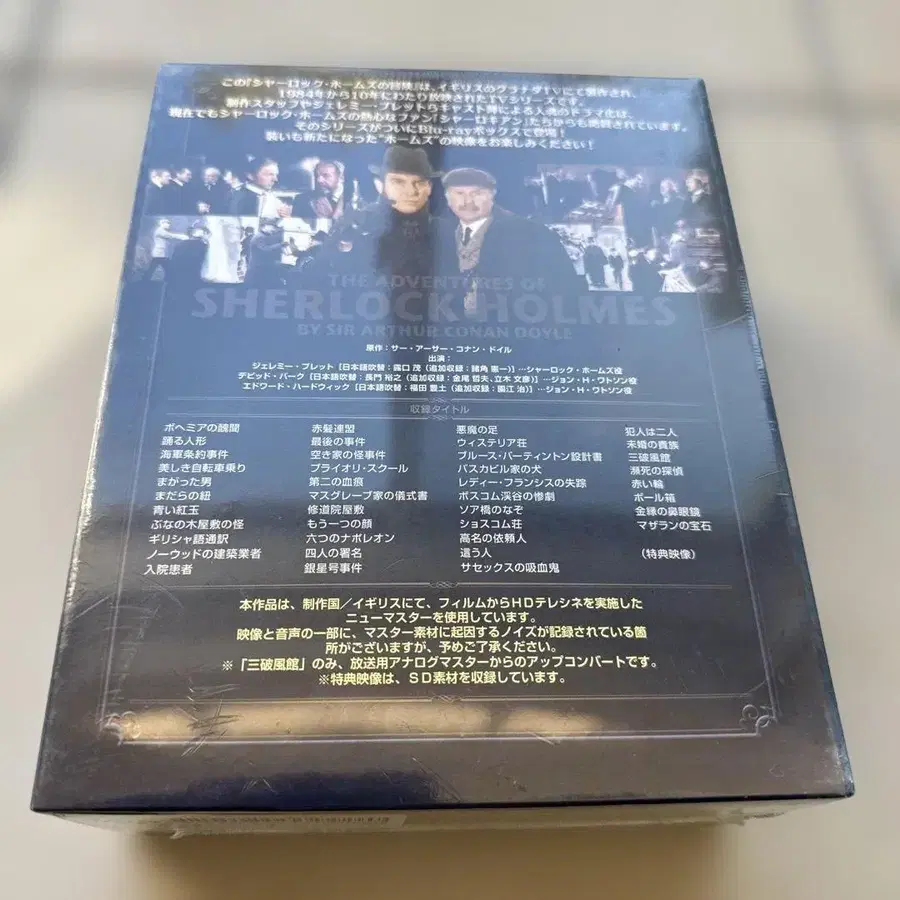 この『シャーロック・ホームズの冒険』は、イギリスのグラナダTVにて製作され、
1984年から10年にわたり放映されたTVシリーズです。
制作スタッフやジェレミー・ブレットらキャスト陣による入魂のドラマ化は、
現在でもシャーロック・ホームズの熱心なファン「シャーロキアン」たちからも絶賛されています。
そのシリーズがついにBlu-rayボックスで登場！
装いも新たになった“ホームズ”の映像をお楽しみください！
THE ADVENTURES OF
SHERLOCK HOLMES
BY SIR ARTHUR CONAN DOYLE
原作：サー・アーサー・コナン・ドイル
出演：
ジェレミー・ブレット［日本語吹替：露口 茂（追加収録：諸角 憲一）］…シャーロック・ホームズ役
デビッド・バーク［日本語吹替：長門 裕之（追加収録：金尾 哲夫、立木 文彦）］…ジョン・H・ワトソン役
エドワード・ハードウィック［日本語吹替：福田 豊土（追加収録：圓江 治）］…ジョン・H・ワトソン役
収録タイトル
ボヘミアの醜聞
踊る人形
海軍条約事件
美しき自転車乗り
まがった男
まだらの紐
青い紅玉
ぶなの木屋敷の怪
ギリシャ語通訳
ノーウッドの建築業者
入院患者
赤髪連盟
最後の事件
空き家の怪事件
プライオリ・スクール
第二の血痕
マスグレーブ家の儀式書
修道院屋敷
もう一つの顔
六つのナポレオン
四人の署名
銀星号事件
悪魔の足
ウィステリア荘
ブルース・パーティントン設計書
バスカビル家の犬
レディー・フランシスの失踪
ボスコム渓谷の惨劇
ソア橋のなぞ
ショスコム荘
高名の依頼人
這う人
サセックスの吸血鬼
犯人は二人
未婚の貴族
三破風館
瀕死の探偵
赤い輪
ボール箱
金縁の鼻眼鏡
マザランの宝石
（特典映像）
本作品は、制作国／イギリスにて、フィルムからHDテレシネを実施した
ニューマスターを使用しています。
映像と音声の一部に、マスター素材に起因するノイズが記録されている箇
所がございますが、予めご了承ください。
※「三破風館」のみ、放送用アナログマスターからのアップコンバートです。
※特典映像は、SD素材を収録しています。